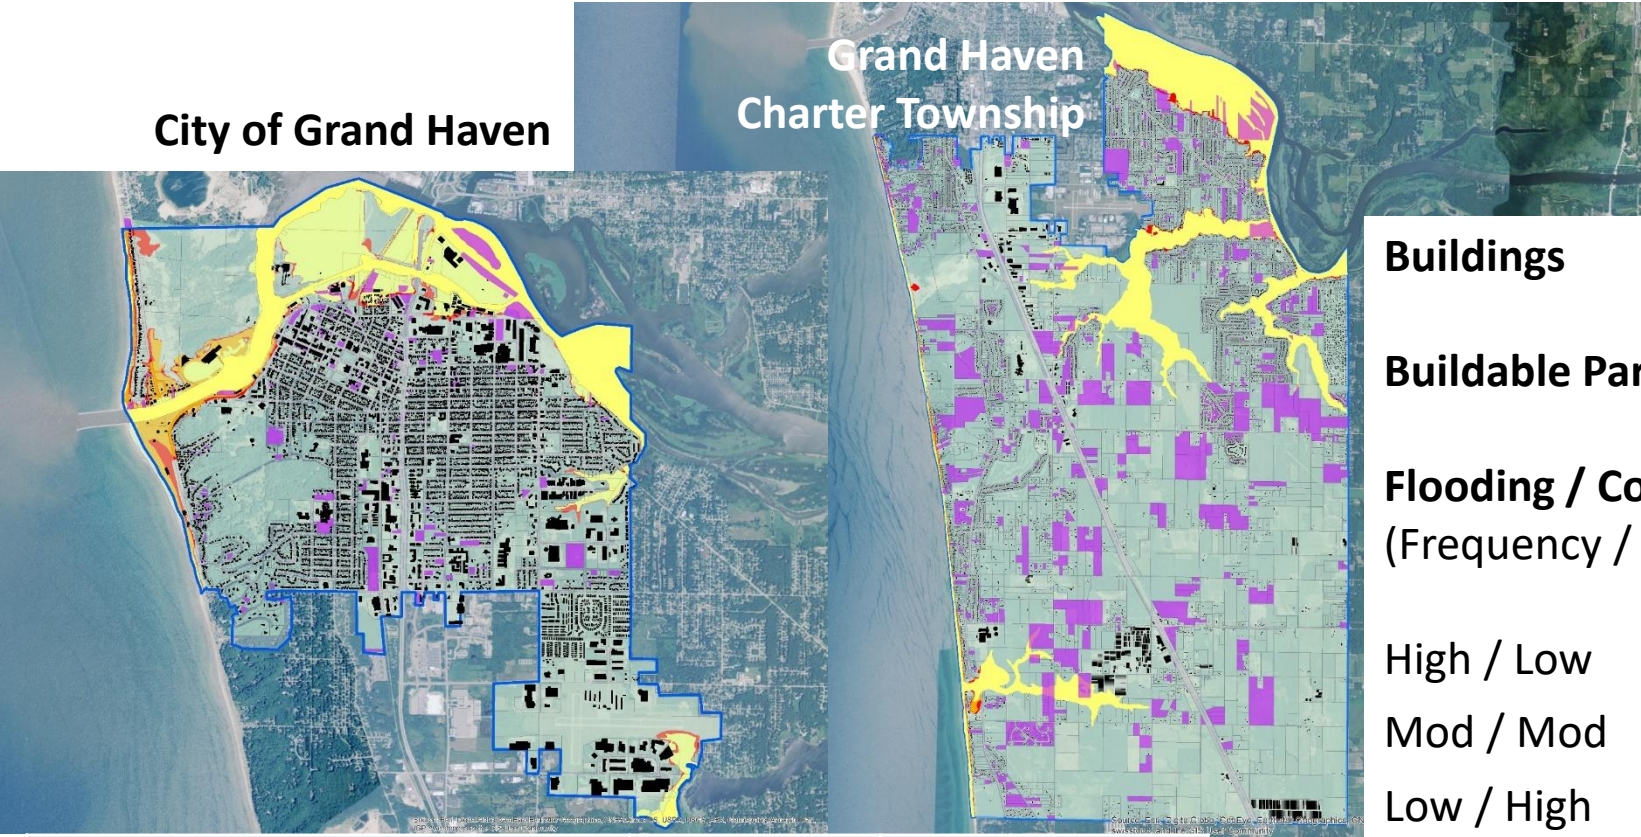 City of Grand Haven
Grand Haven
Charter Township
Buildings
Buildable Par
Flooding / Co
(Frequency /
High / Low
Mod / Mod
Low / High